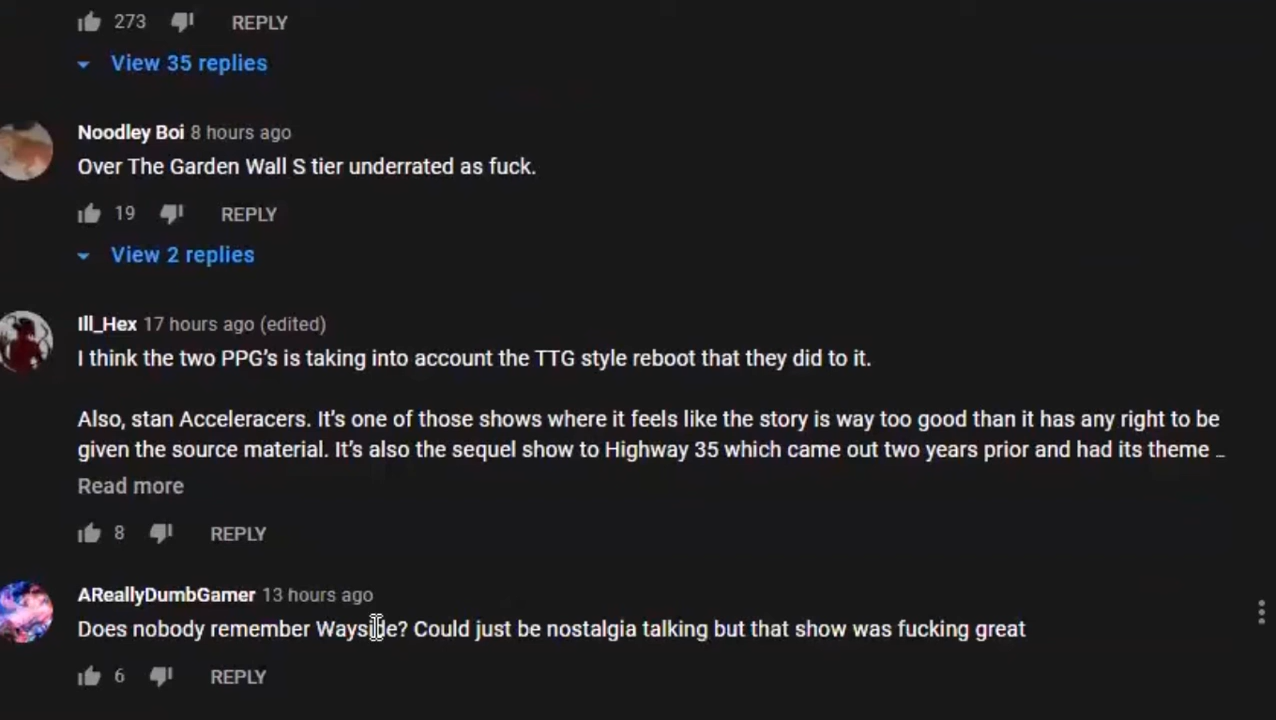 273 REPLY
View 35 replies
Noodley Boi 8 hours ago
Over The Garden Wall S tier underrated as fuck.
19 REPLY
View 2 replies
Ill_Hex 17 hours ago (edited)
I think the two PPG's is taking into account the TTG style reboot that they did to it.
Also, stan Acceleracers. It's one of those shows where it feels like the story is way too good than it has any right to be
given the source material. It's also the sequel show to Highway 35 which came out two years prior and had its theme ...
Read more
8 REPLY
AReallyDumbGamer 13 hours ago
Does nobody remember Wayside? Could just be nostalgia talking but that show was fucking great
6 REPLY